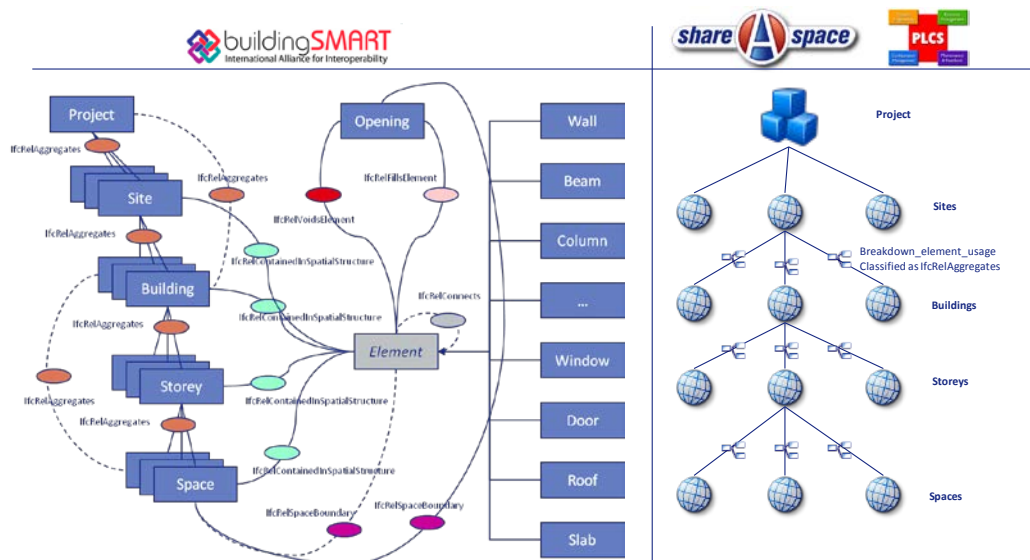 buildingSMART
International Alliance for Interoperability
share A space
PLCS
Project
IfcRelAggregates
Site
IfcRelAggregates
IfcRelAggregates
Building
IfcRelAggregates
Storey
IfcRelAggregates
IfcRelAggregates
Space
Opening
IfcRelFillsElement
IfcRelVoidsElement
IfcRelContainedInSpatialStructure
IfcRelContainedInSpatialStructure
IfcRelConnects
Element
IfcRelContainedInSpatialStructure
IfcRelContainedInSpatialStructure
IfcRelSpaceBoundary
IfcRelSpaceBoundary
Wall
Beam
Column
...
Window
Door
Roof
Slab
Project
Sites
Breakdown_element_usage
Classified as IfcRelAggregates
Buildings
Storeys
Spaces